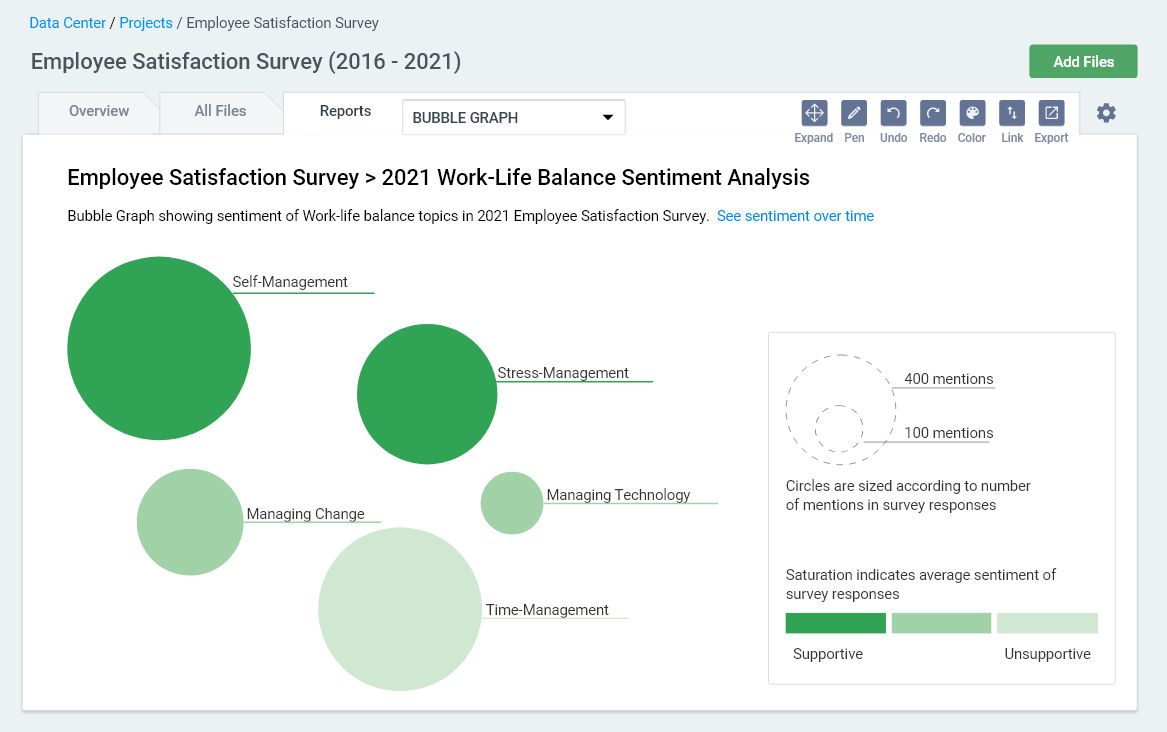 Data Center / Projects / Employee Satisfaction Survey
Employee Satisfaction Survey (2016 - 2021)
Add Files
Overview
All Files
Reports
BUBBLE GRAPH
Expand
Pen
Undo
Redo
Color
Link
Export
Employee Satisfaction Survey > 2021 Work-Life Balance Sentiment Analysis
Bubble Graph showing sentiment of Work-life balance topics in 2021 Employee Satisfaction Survey. See sentiment over time
Self-Management
Stress-Management
Managing Technology
Managing Change
Time-Management
400 mentions
100 mentions
Circles are sized according to number
of mentions in survey responses
Saturation indicates average sentiment of
survey responses
Supportive
Unsupportive